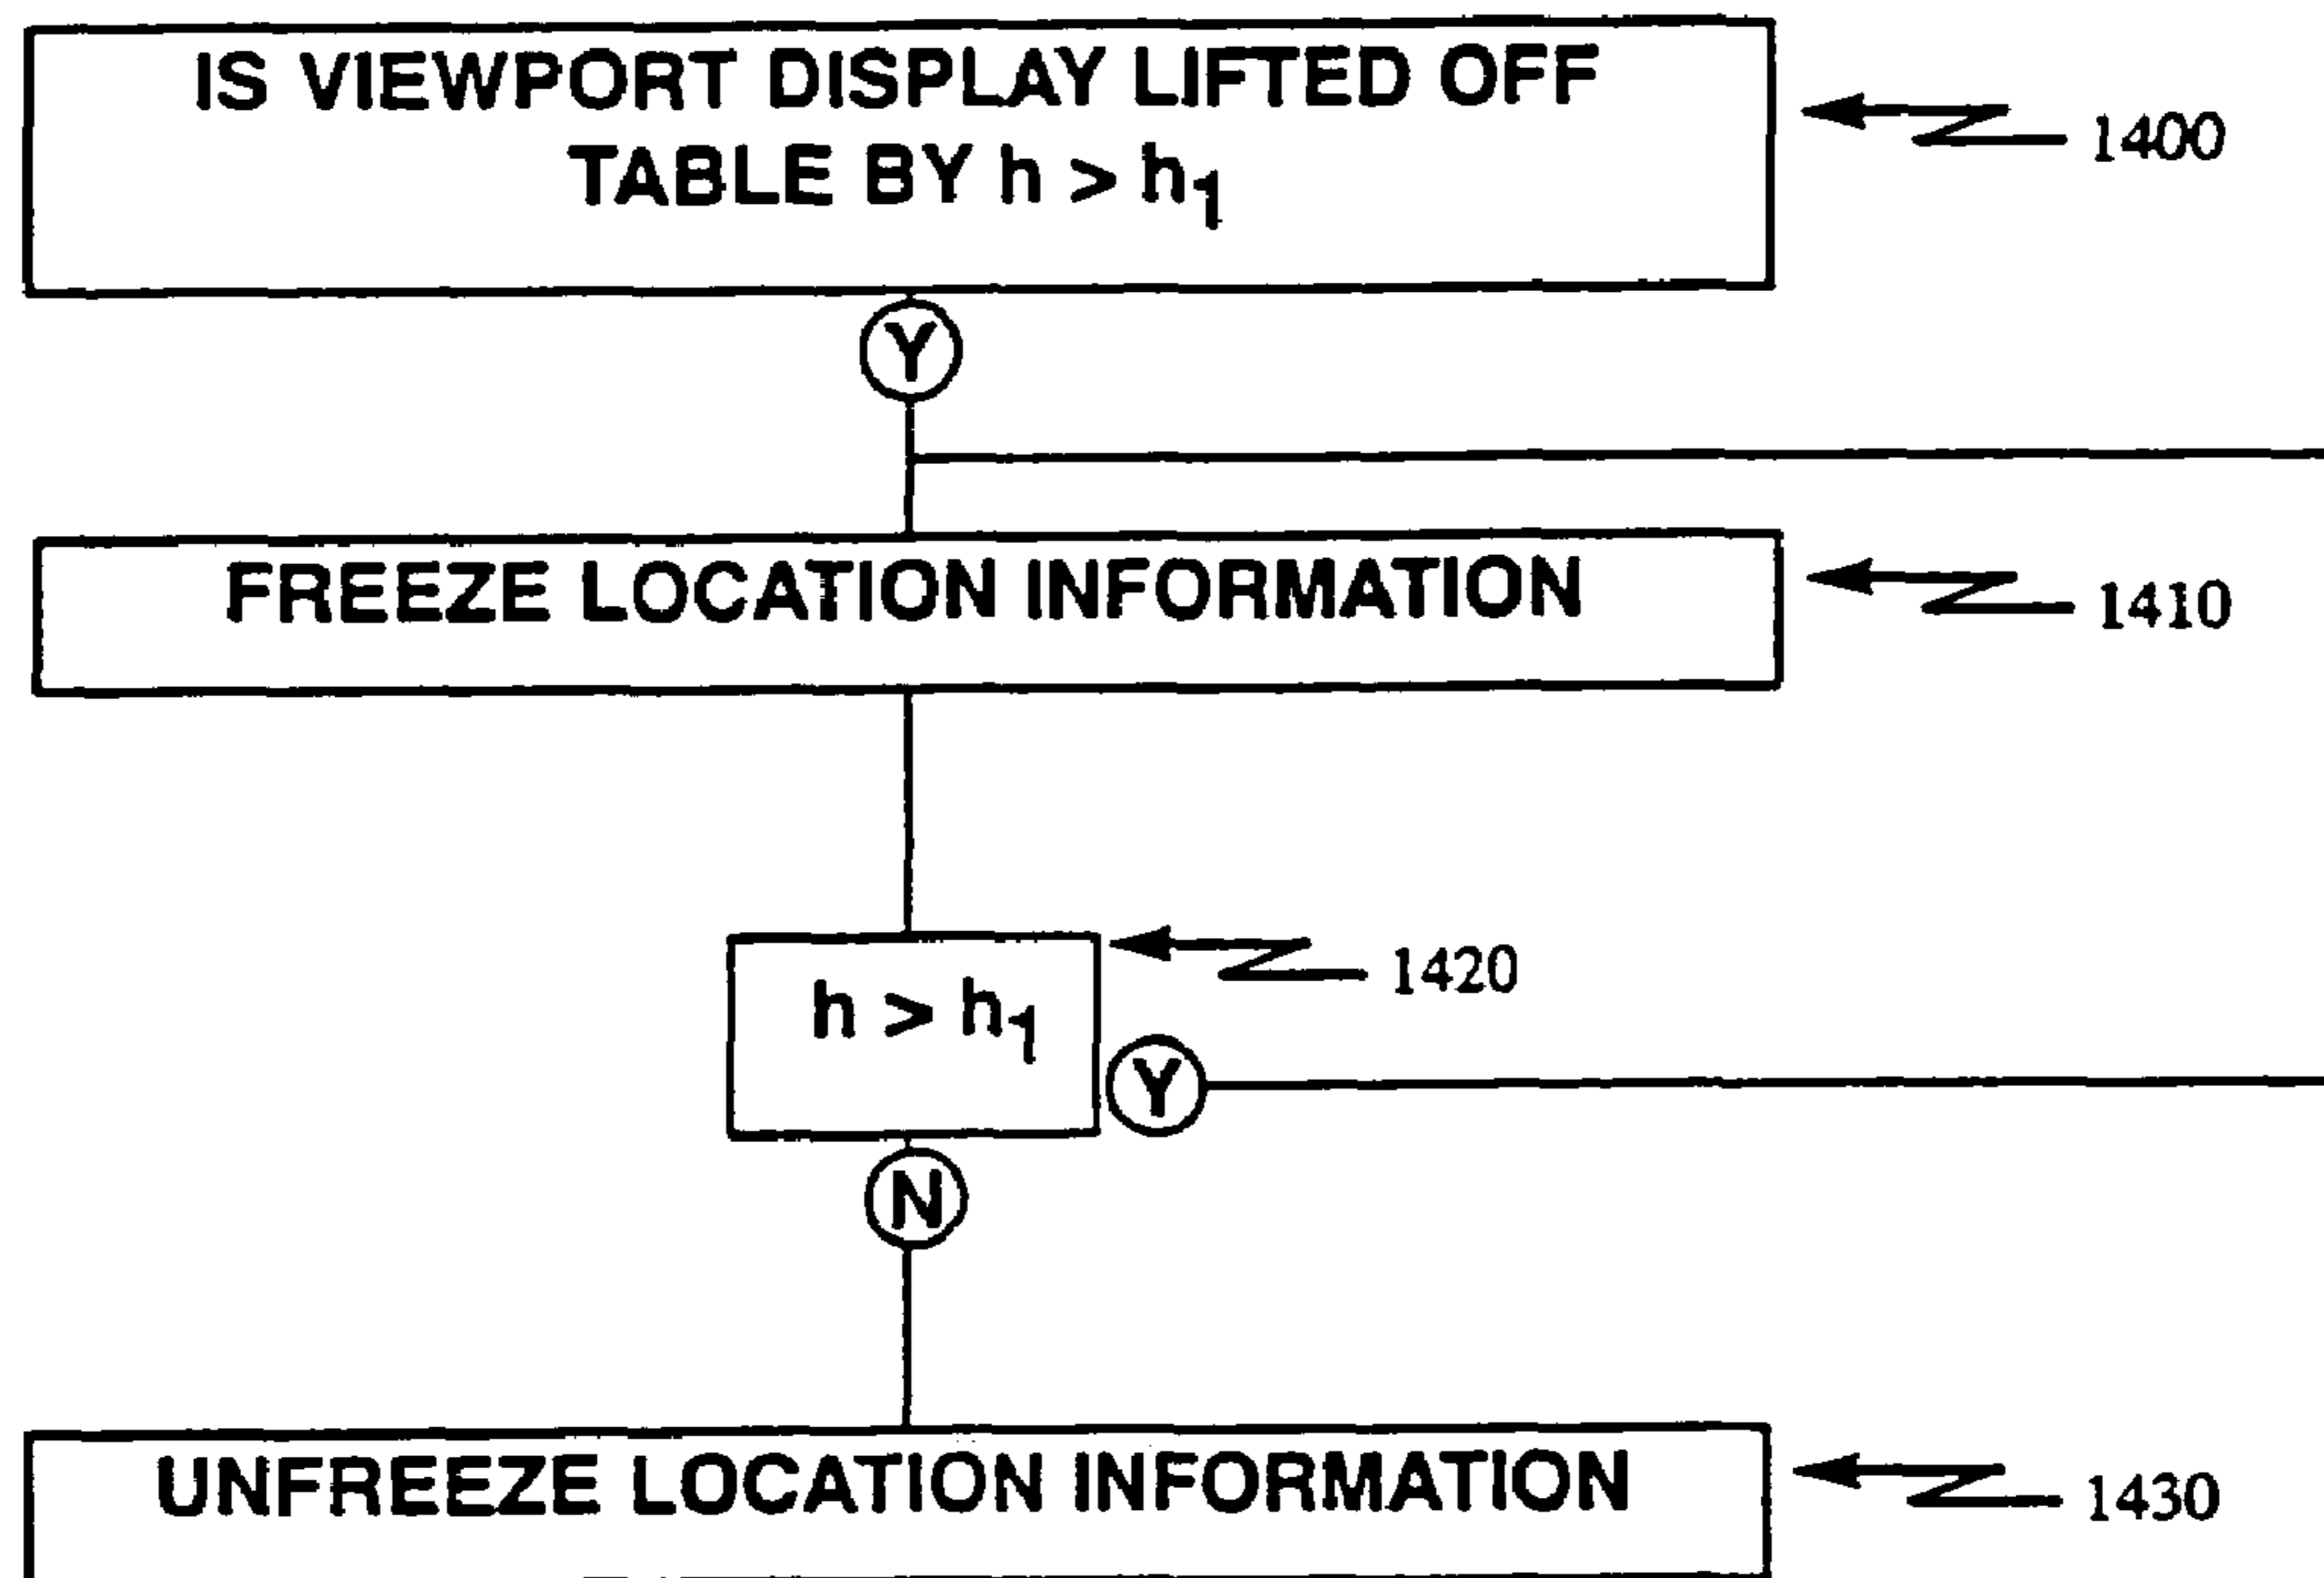 IS VIEWPORT DISPLAY LIFTED OFF
TABLE BY h > h₁
1400
Y
FREEZE LOCATION INFORMATION
1410
1420
h > h₁
Y
N
UNFREEZE LOCATION INFORMATION
1430